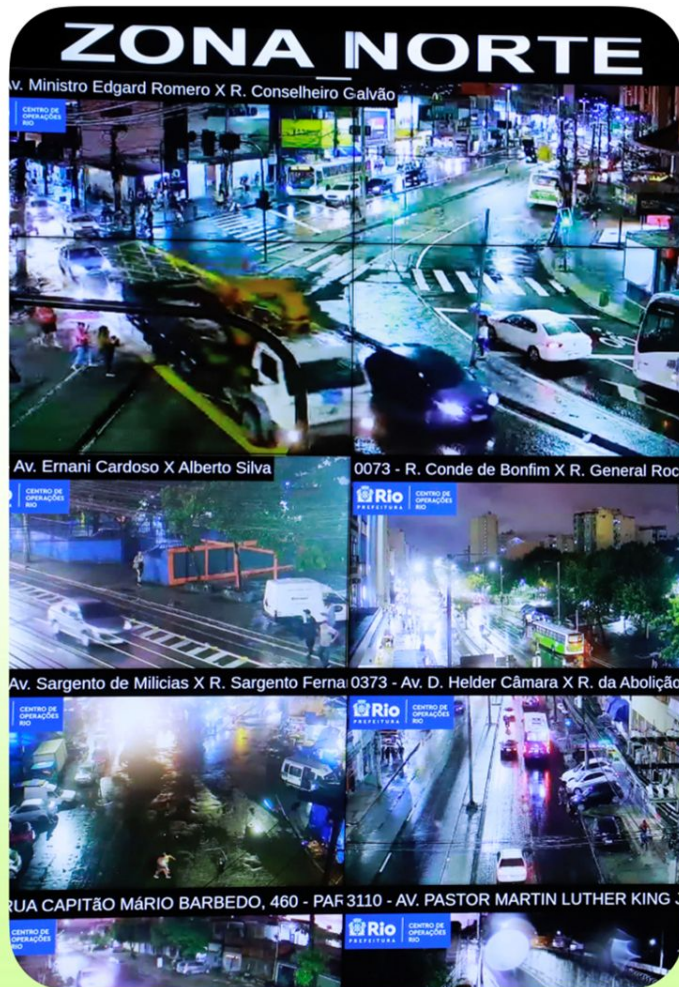 ZONA NORTE
Av. Ministro Edgard Romero X R. Conselheiro Galvão
CENTRO DE
OPERAÇÕES
RIO
Av. Ernani Cardoso X Alberto Silva
0073 - R. Conde de Bonfim X R. General Roc
CENTRO DE
OPERAÇÕES
RIO
Rio
PREFEITURA
CENTRO DE
OPERAÇÕES
RIO
Av. Sargento de Milicias X R. Sargento Ferna
0373 - Av. D. Helder Câmara X R. da Abolição
CENTRO DE
OPERAÇÕES
RIO
Rio
PREFEITURA
CENTRO DE
OPERAÇÕES
RIO
RUA CAPITãO MáRIO BARBEDO, 460 - PAR
3110 - AV. PASTOR MARTIN LUTHER KING J
CENTRO DE
OPERAÇÕES
RIO
Rio
PREFEITURA
CENTRO DE
OPERAÇÕES
RIO